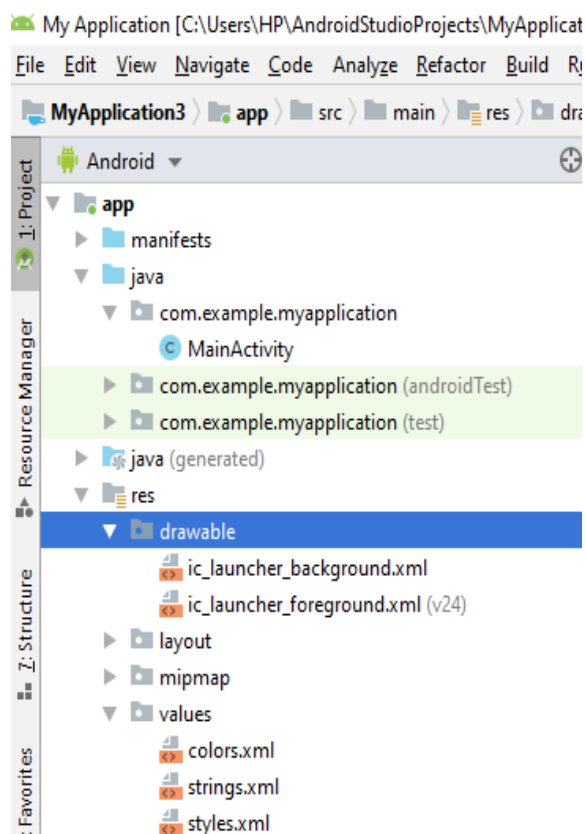 My Application [C:\Users\HP\AndroidStudioProjects\MyApplicat
File Edit View Navigate Code Analyze Refactor Build
MyApplication3 app src main res dra
Android
app
manifests
java
com.example.myapplication
MainActivity
com.example.myapplication (androidTest)
com.example.myapplication (test)
java (generated)
res
drawable
ic_launcher_background.xml
ic_launcher_foreground.xml (v24)
layout
mipmap
values
colors.xml
strings.xml
styles.xml
1: Project
Resource Manager
7: Structure
Favorites